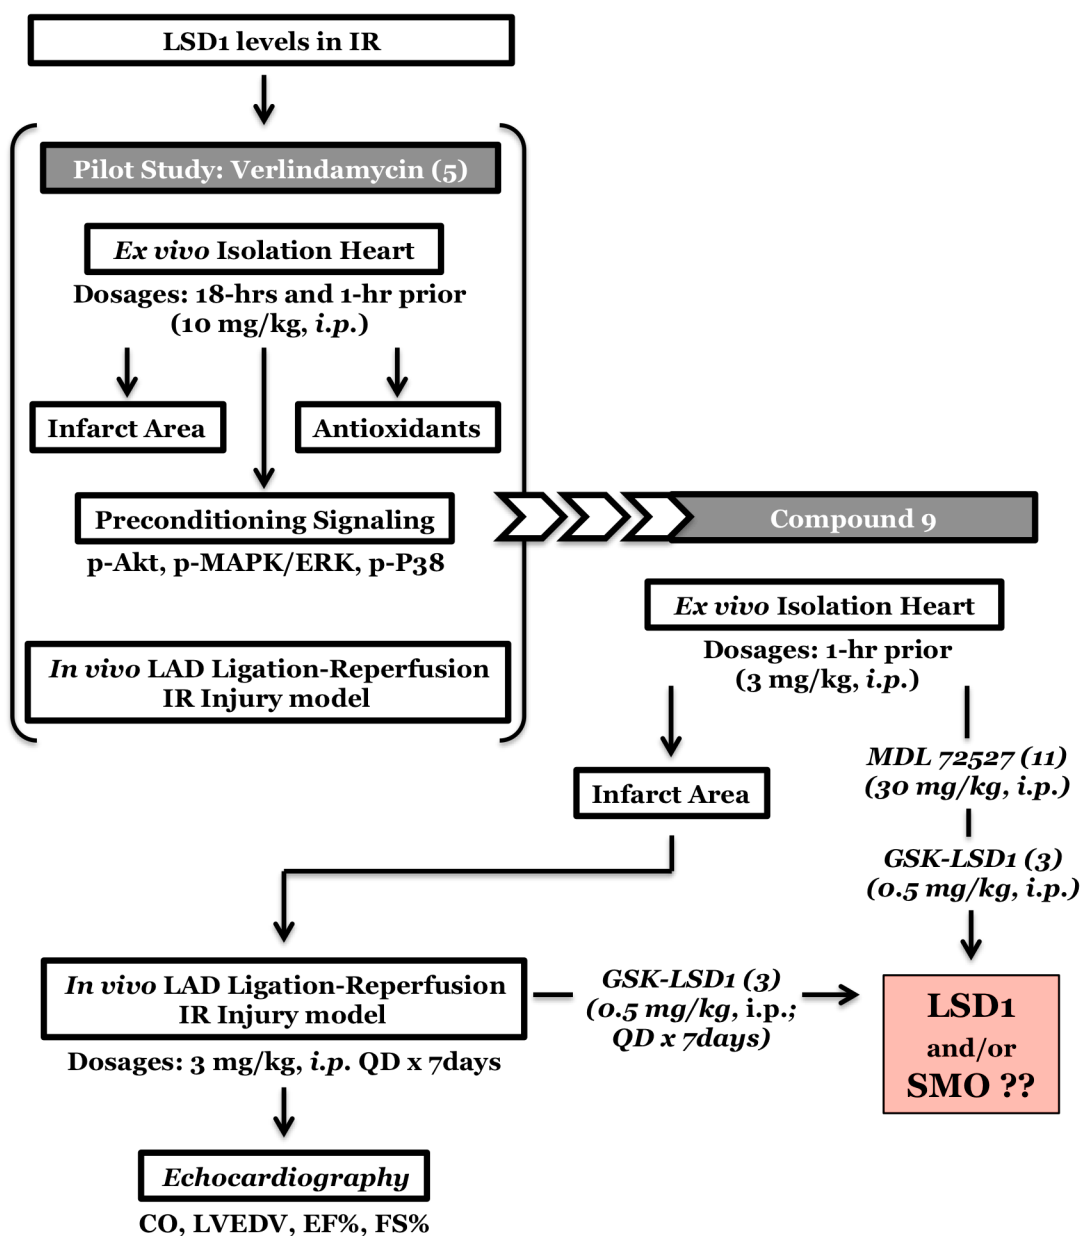 LSD1 levels in IR
Pilot Study: Verlindamycin (5)
Ex vivo Isolation Heart
Dosages: 18-hrs and 1-hr prior
(10 mg/kg, i.p.)
Infarct Area
Antioxidants
Preconditioning Signaling
p-Akt, p-MAPK/ERK, p-P38
In vivo LAD Ligation-Reperfusion
IR Injury model
Compound 9
Ex vivo Isolation Heart
Dosages: 1-hr prior
(3 mg/kg, i.p.)
Infarct Area
MDL 72527 (11)
(30 mg/kg, i.p.)
GSK-LSD1 (3)
(0.5 mg/kg, i.p.)
In vivo LAD Ligation-Reperfusion
IR Injury model
Dosages: 3 mg/kg, i.p. QD x 7days
GSK-LSD1 (3)
(0.5 mg/kg, i.p.;
QD x 7days)
LSD1
and/or
SMO ??
Echocardiography
CO, LVEDV, EF%, FS%